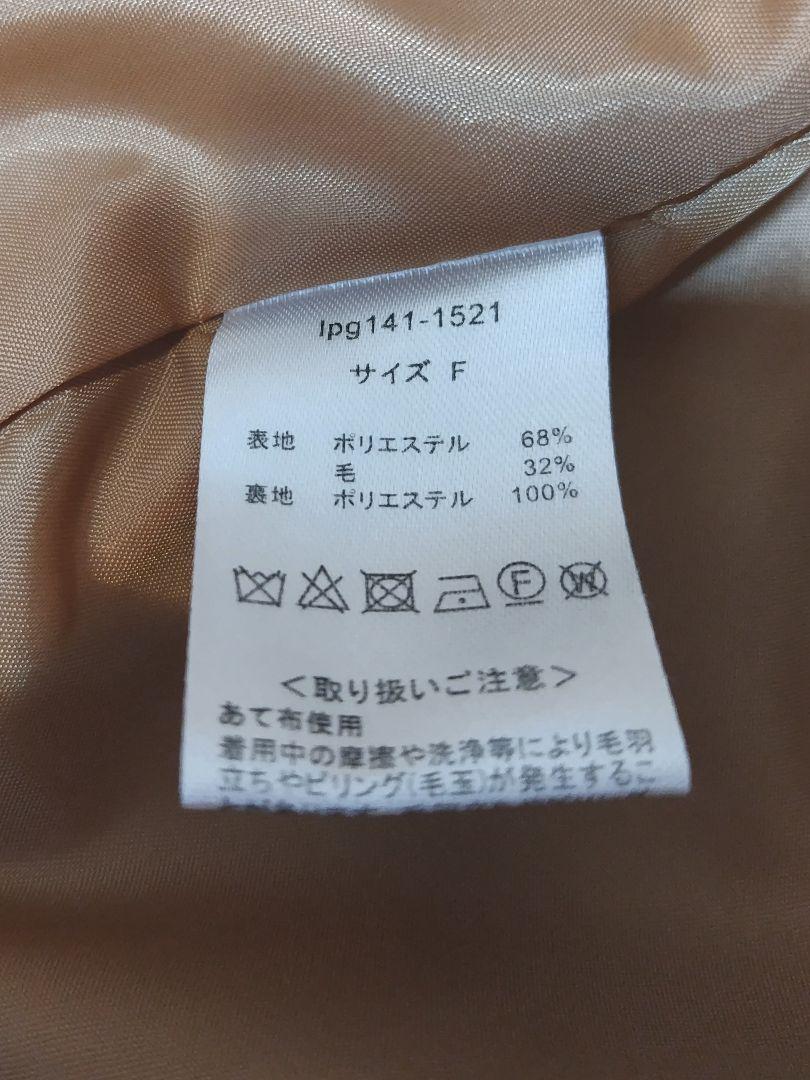 lpg141-1521
サイズ F
表地 ポリエステル 68%
毛 32%
裏地 ポリエステル 100%
F W
<取り扱いご注意>
あて布使用
着用中の摩擦や洗浄等により毛羽
立ちやピリング(毛玉)が発生するこ